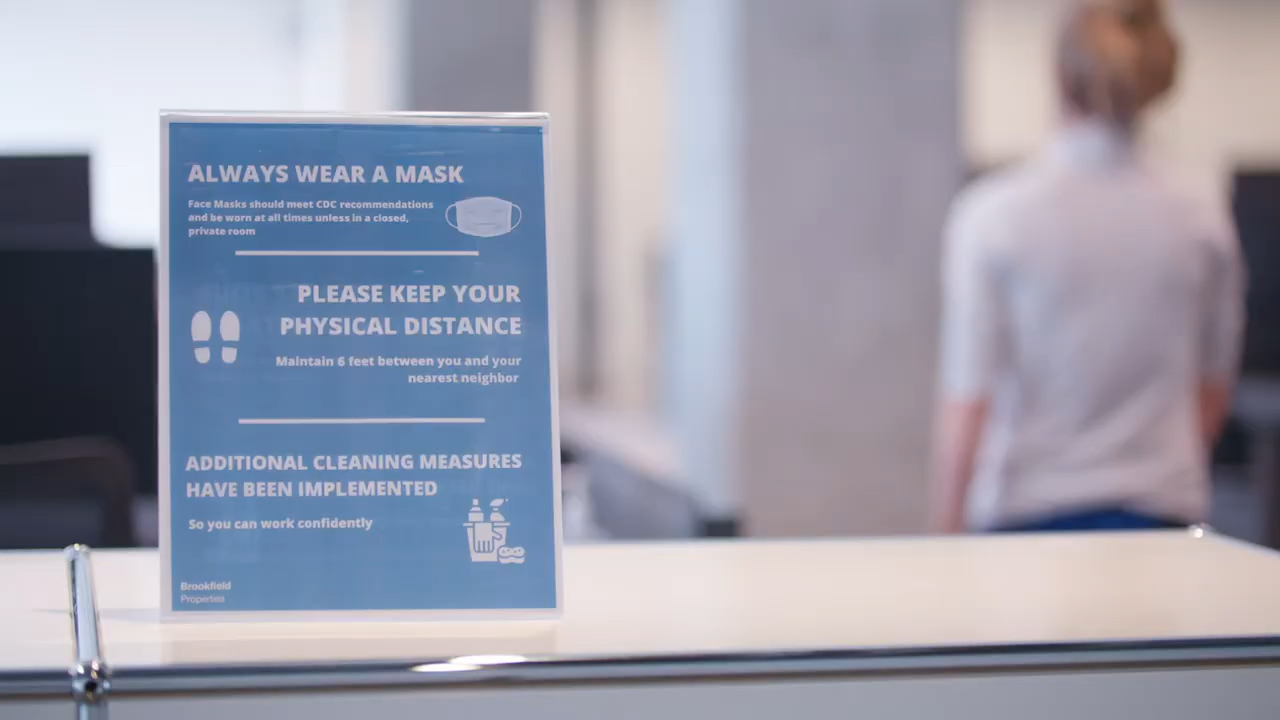 ALWAYS WEAR A MASK
Face Masks should meet CDC recommendations
and be worn at all times unless in a closed,
private room
PLEASE KEEP YOUR
PHYSICAL DISTANCE
Maintain 6 feet between you and your
nearest neighbor
ADDITIONAL CLEANING MEASURES
HAVE BEEN IMPLEMENTED
So you can work confidently
Brookfield
Properties